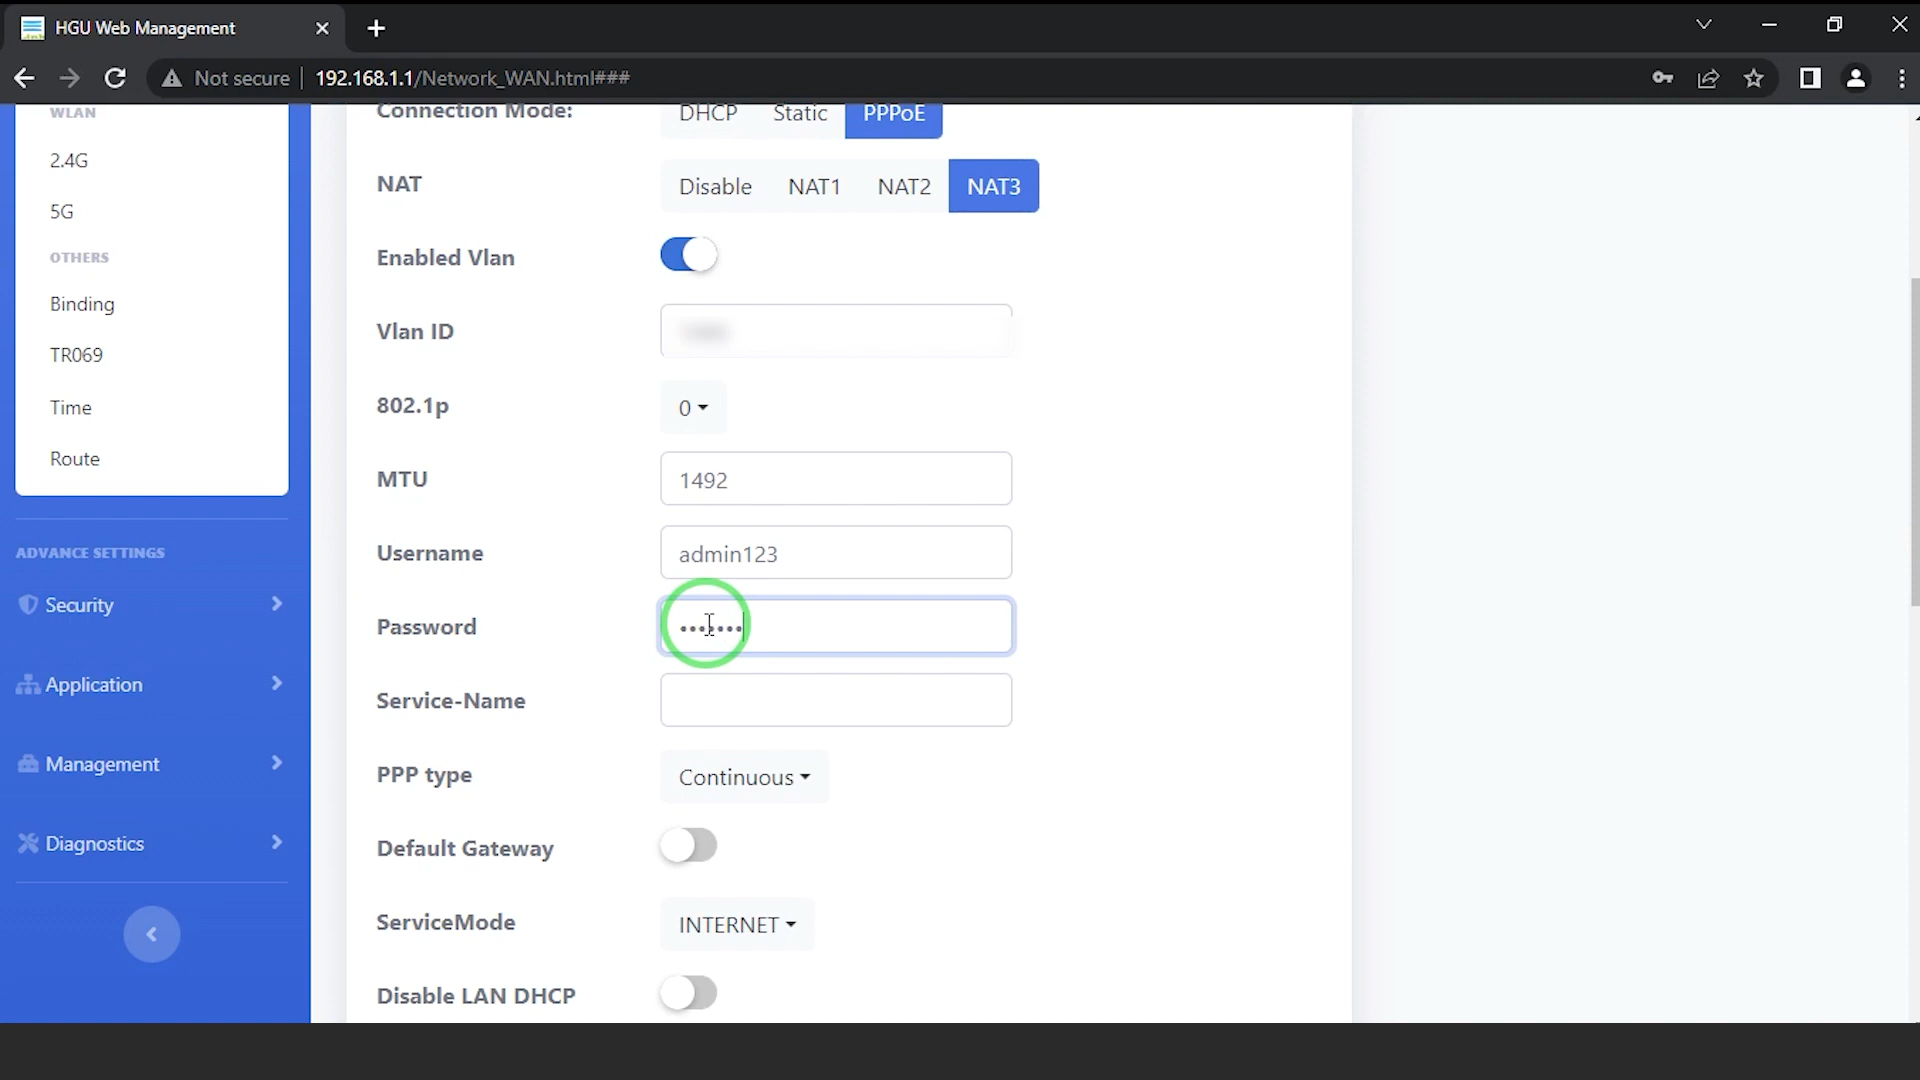 HGU Web Management
Not secure 192.168.1.1/Network_WAN.html###
WLAN
2.4G
5G
OTHERS
Binding
TR069
Time
Route
ADVANCE SETTINGS
Security
Application
Management
Diagnostics
Connection Mode: DHCP Static PPPoE
NAT Disable NAT1 NAT2 NAT3
Enabled Vlan
Vlan ID
802.1p 0
MTU 1492
Username admin123
Password •••••••
Service-Name
PPP type Continuous
Default Gateway
ServiceMode INTERNET
Disable LAN DHCP